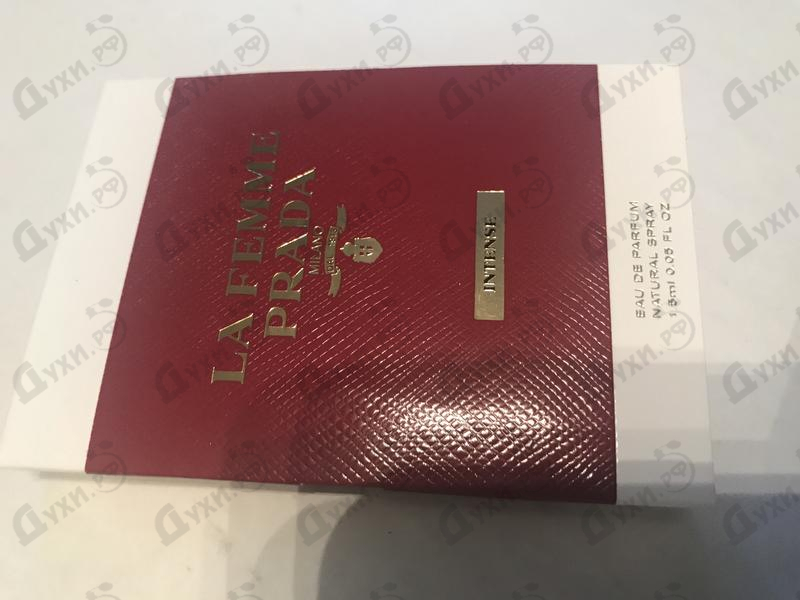 LA FEMME
PRADA
MILANO
DAL 1913
INTENSE
EAU DE PARFUM
NATURAL SPRAY
1.5ml 0.05 FL OZ
Духи.РФ